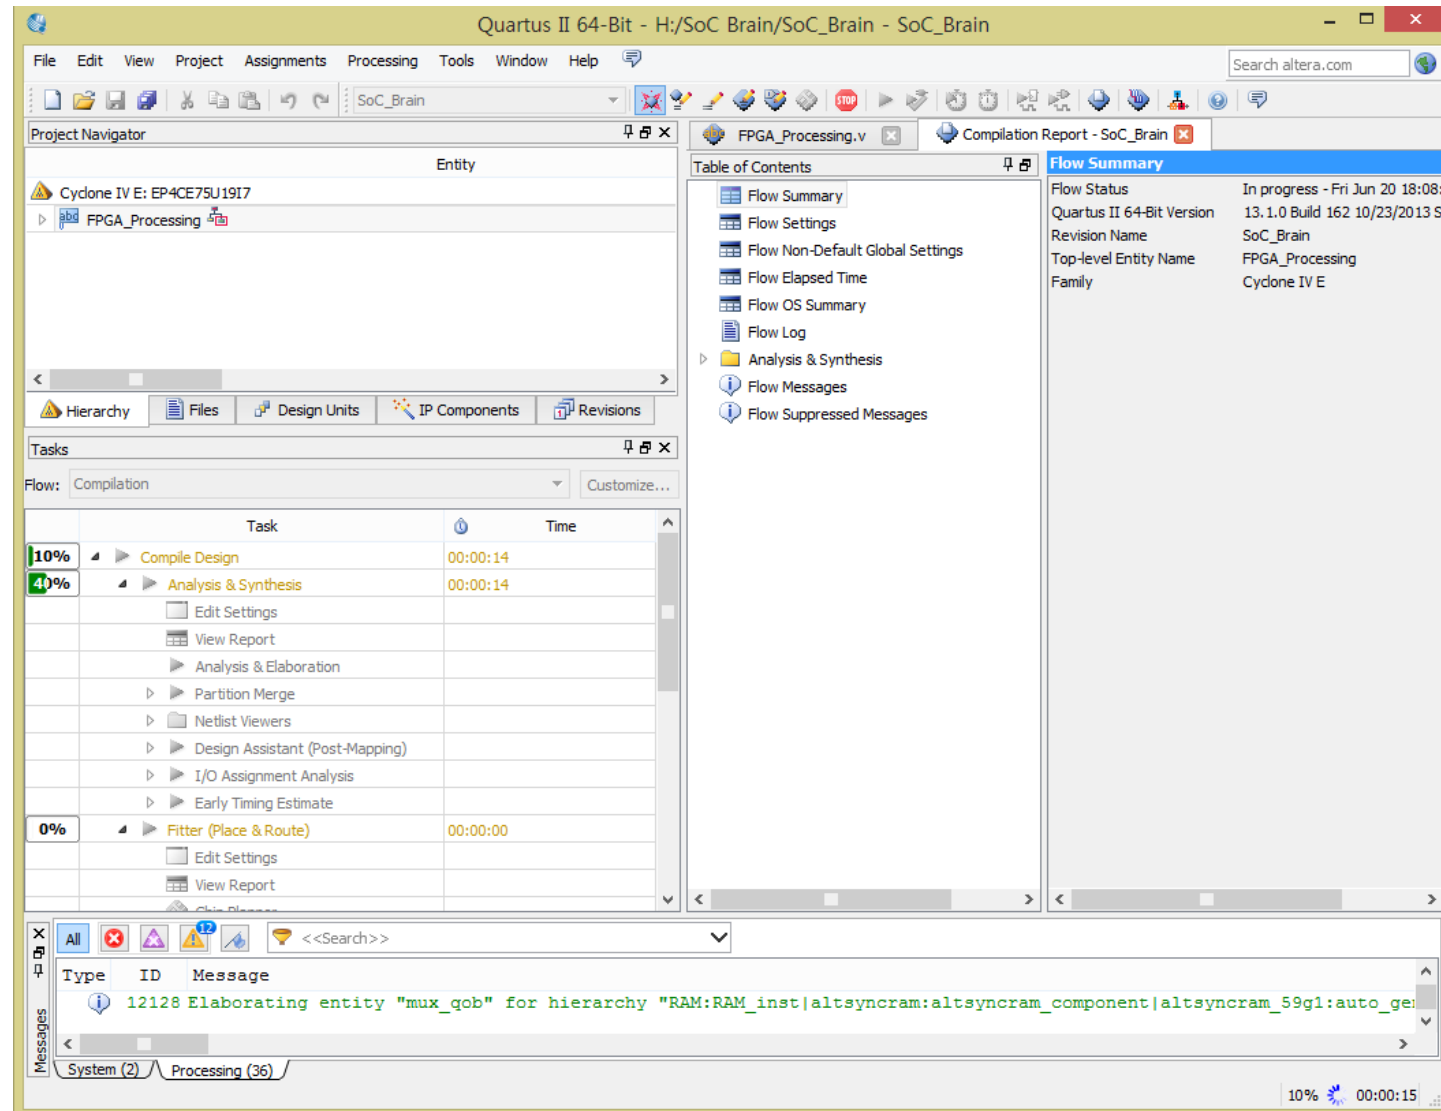 Quartus II 64-Bit - H:/SoC Brain/SoC_Brain - SoC_Brain
File Edit View Project Assignments Processing Tools Window Help
Search altera.com
SoC_Brain
STOP
Project Navigator
Entity
Cyclone IV E: EP4CE75U19I7
abc FPGA_Processing
Hierarchy Files Design Units IP Components Revisions
Tasks
Flow: Compilation Customize...
Task Time
10% Compile Design 00:00:14
40% Analysis & Synthesis 00:00:14
Edit Settings
View Report
Analysis & Elaboration
Partition Merge
Netlist Viewers
Design Assistant (Post-Mapping)
I/O Assignment Analysis
Early Timing Estimate
0% Fitter (Place & Route) 00:00:00
Edit Settings
View Report
Chip Planner
FPGA_Processing.v Compilation Report - SoC_Brain
Table of Contents
Flow Summary
Flow Settings
Flow Non-Default Global Settings
Flow Elapsed Time
Flow OS Summary
Flow Log
Analysis & Synthesis
Flow Messages
Flow Suppressed Messages
Flow Summary
Flow Status In progress - Fri Jun 20 18:08:
Quartus II 64-Bit Version 13.1.0 Build 162 10/23/2013 S
Revision Name SoC_Brain
Top-level Entity Name FPGA_Processing
Family Cyclone IV E
All 12 <<Search>>
Type ID Message
12128 Elaborating entity "mux_qob" for hierarchy "RAM:RAM_inst|altsyncram:altsyncram_component|altsyncram_59g1:auto_ge
Messages
System (2) Processing (36)
10% 00:00:15